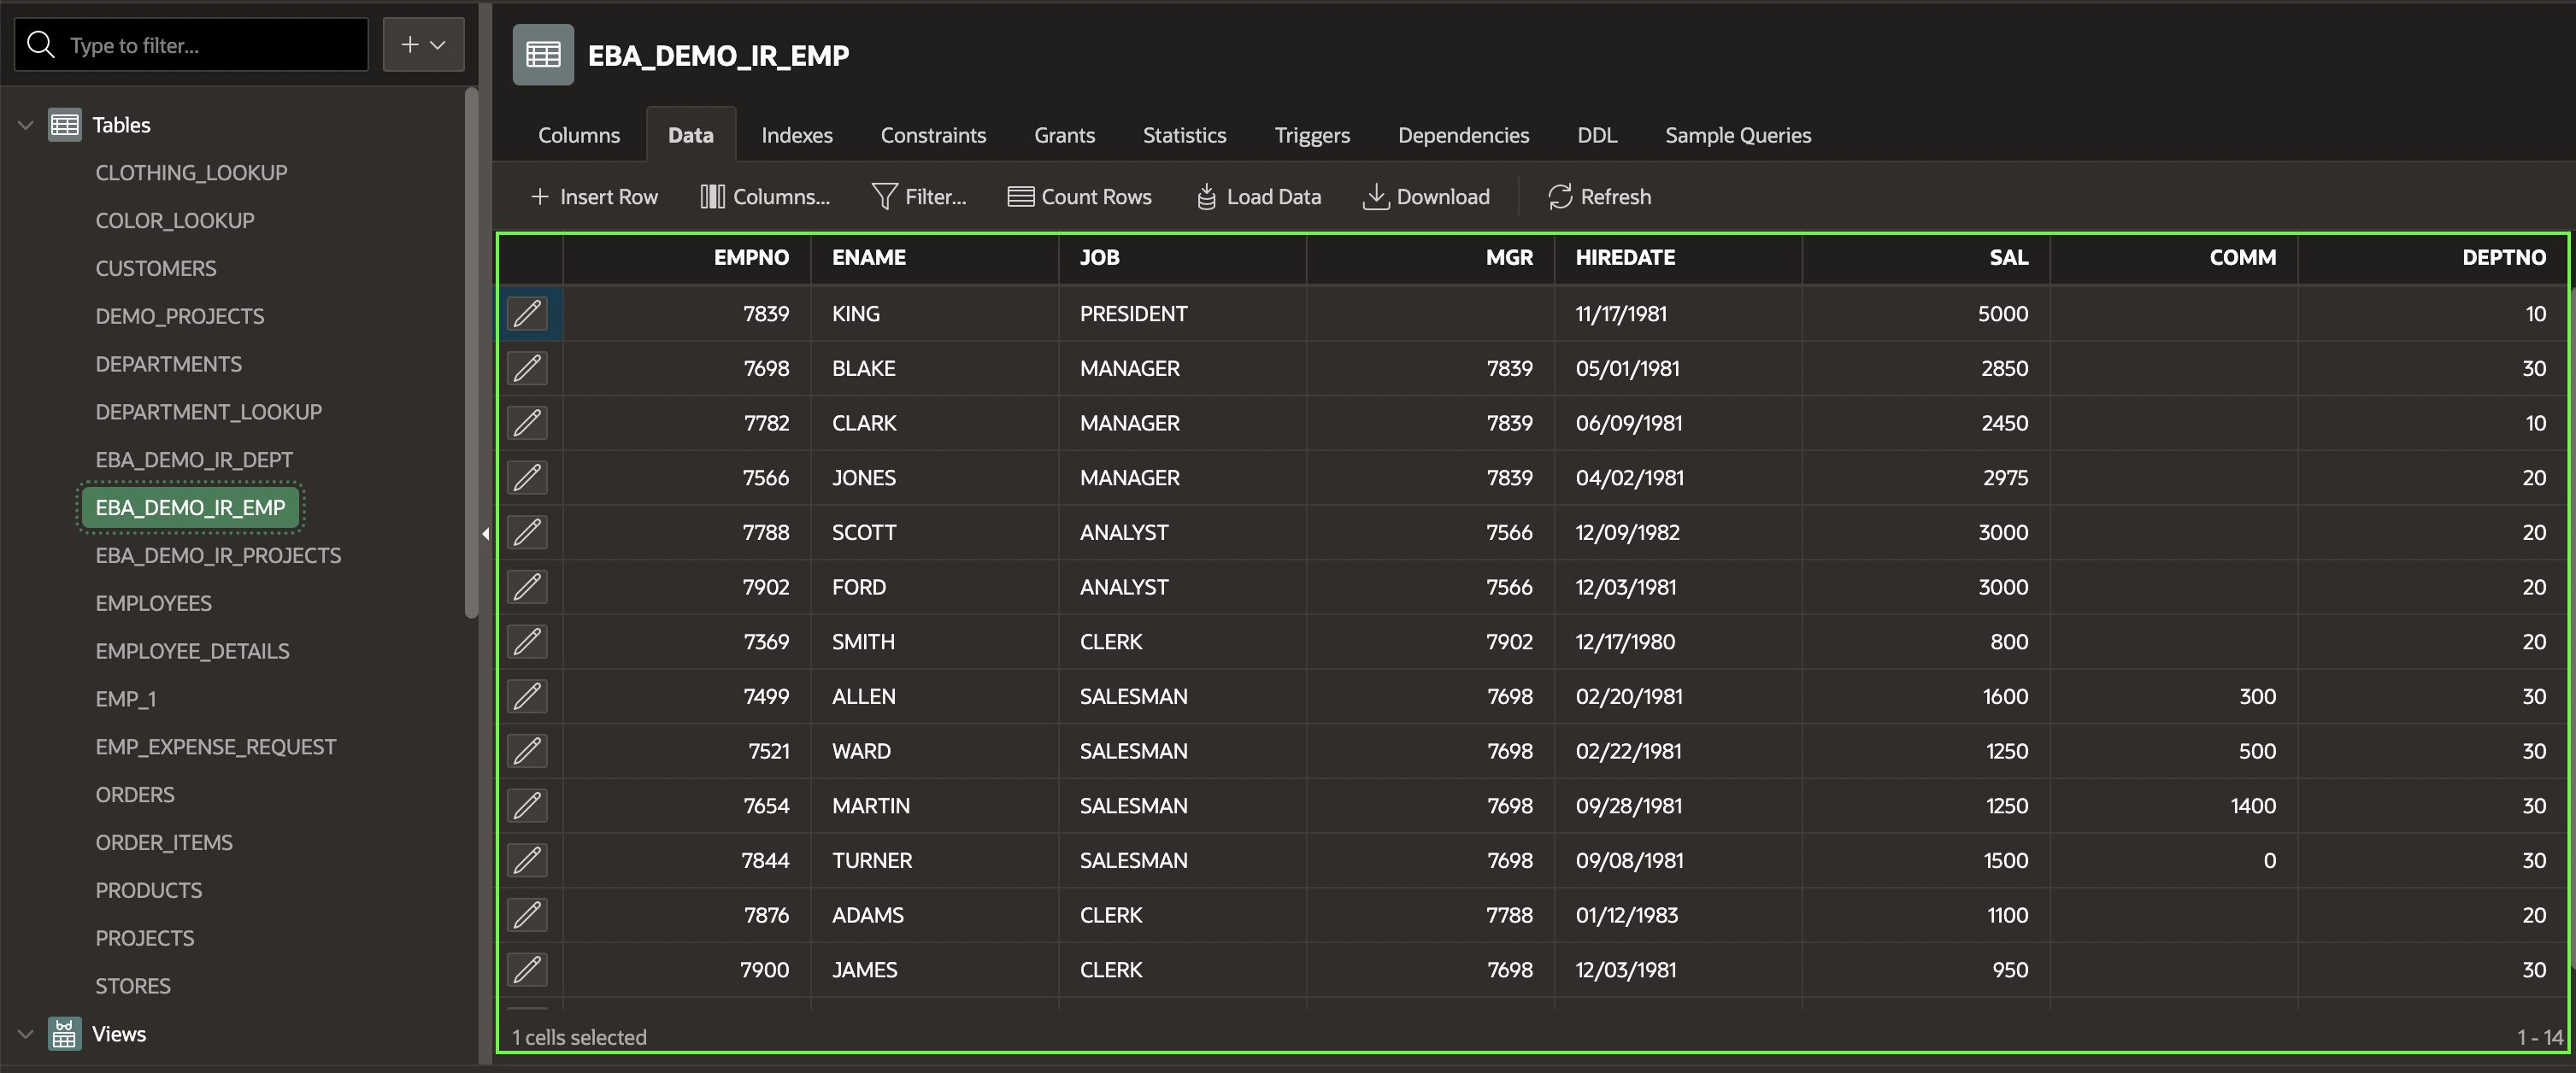 Type to filter...
Tables
CLOTHING_LOOKUP
COLOR_LOOKUP
CUSTOMERS
DEMO_PROJECTS
DEPARTMENTS
DEPARTMENT_LOOKUP
EBA_DEMO_IR_DEPT
EBA_DEMO_IR_EMP
EBA_DEMO_IR_PROJECTS
EMPLOYEES
EMPLOYEE_DETAILS
EMP_1
EMP_EXPENSE_REQUEST
ORDERS
ORDER_ITEMS
PRODUCTS
PROJECTS
STORES
Views
EBA_DEMO_IR_EMP
Columns Data Indexes Constraints Grants Statistics Triggers Dependencies DDL Sample Queries
Insert Row Columns... Filter... Count Rows Load Data Download Refresh
EMPNO ENAME JOB MGR HIREDATE SAL COMM DEPTNO
7839 KING PRESIDENT 11/17/1981 5000 10
7698 BLAKE MANAGER 7839 05/01/1981 2850 30
7782 CLARK MANAGER 7839 06/09/1981 2450 10
7566 JONES MANAGER 7839 04/02/1981 2975 20
7788 SCOTT ANALYST 7566 12/09/1982 3000 20
7902 FORD ANALYST 7566 12/03/1981 3000 20
7369 SMITH CLERK 7902 12/17/1980 800 20
7499 ALLEN SALESMAN 7698 02/20/1981 1600 300 30
7521 WARD SALESMAN 7698 02/22/1981 1250 500 30
7654 MARTIN SALESMAN 7698 09/28/1981 1250 1400 30
7844 TURNER SALESMAN 7698 09/08/1981 1500 0 30
7876 ADAMS CLERK 7788 01/12/1983 1100 20
7900 JAMES CLERK 7698 12/03/1981 950 30
1 cells selected 1 - 14